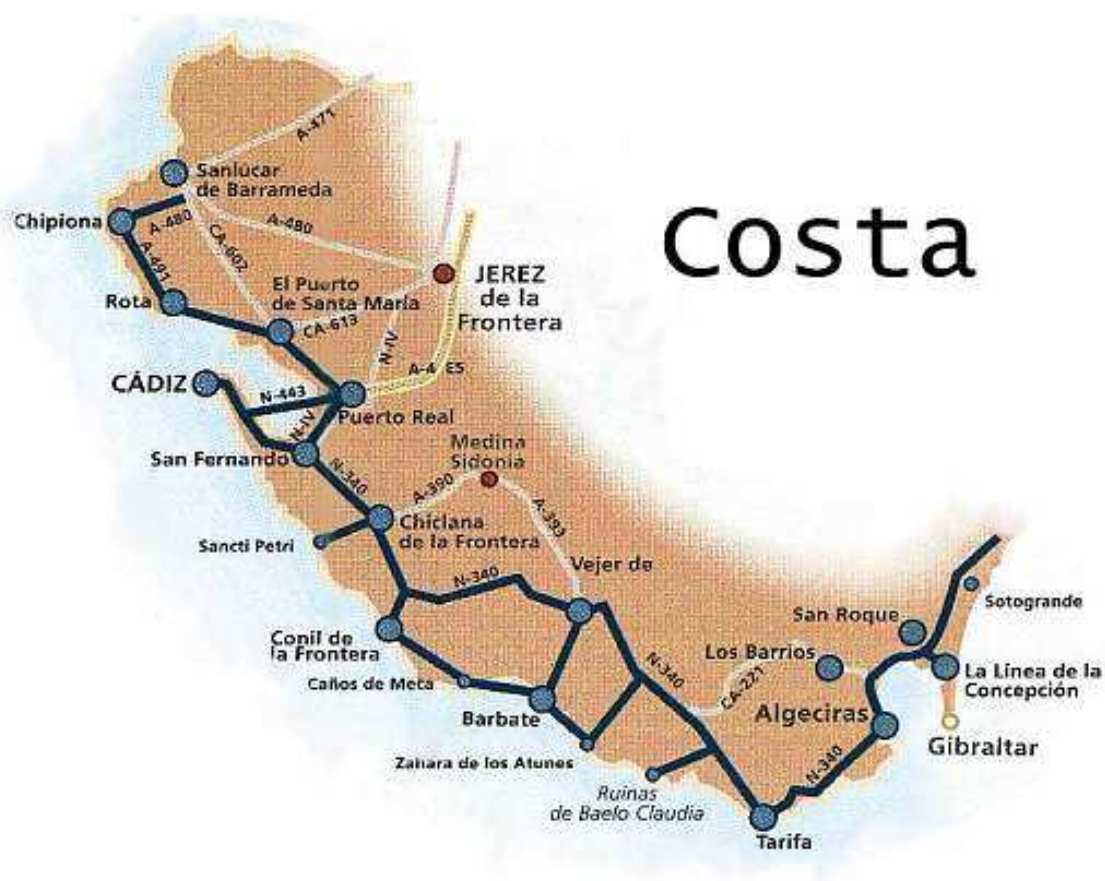 Costa
A-471
Sanlucar
de Barrameda
Chipiona
A-480
A-480
CA-602
A-491
JEREZ
de la
Frontera
El Puerto
de Santa María
Rota
CA-613
N-IV
A-4
ES
CÁDIZ
N-443
Puerto Real
N-IV
San Fernando
Medina
Sidonia
N-340
A-390
A-393
Chiclana
de la Frontera
Sancti Petri
N-340
Vejer de
Sotogrande
San Roque
Conil de
la Frontera
Los Barrios
N-340
La Línea de la
Concepción
Caños de Meta
CA-221
Barbate
Algeciras
Gibraltar
Zahara de los Atunes
N-340
Ruinas
de Baelo Claudia
Tarifa